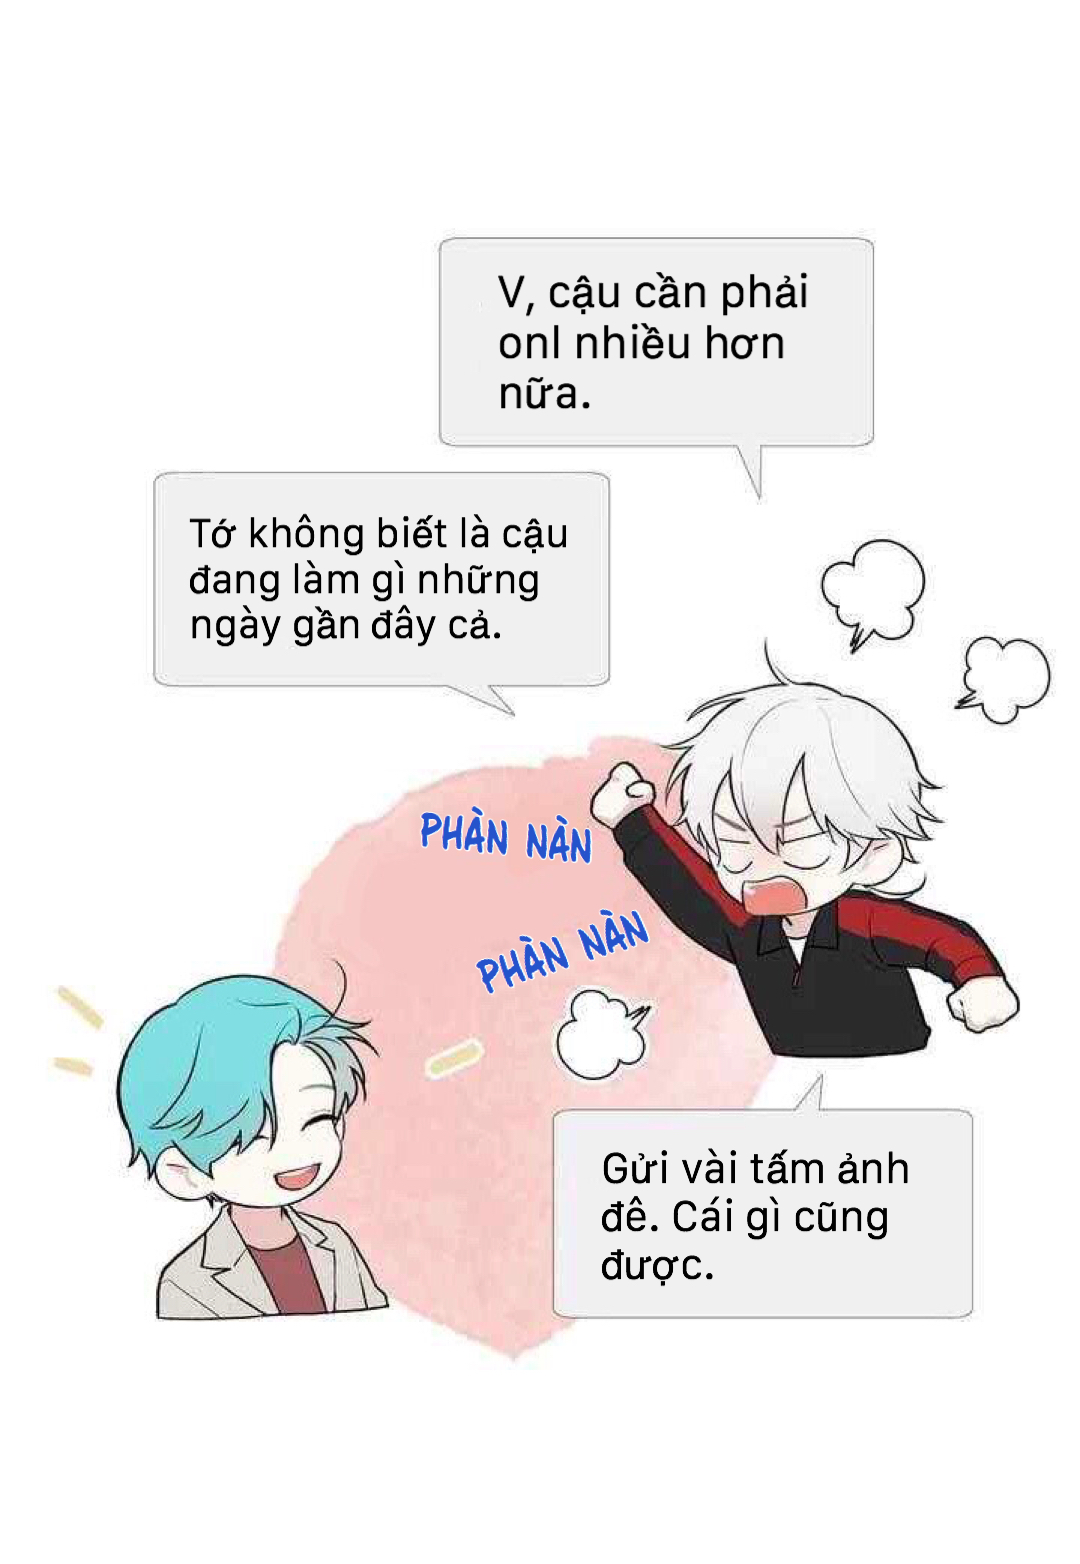 V, cậu cần phải
onl nhiều hơn
nữa.
Tớ không biết là cậu
đang làm gì những
ngày gần đây cả.
PHÀN NÀN
PHÀN NÀN
Gửi vài tấm ảnh
đê. Cái gì cũng
được.